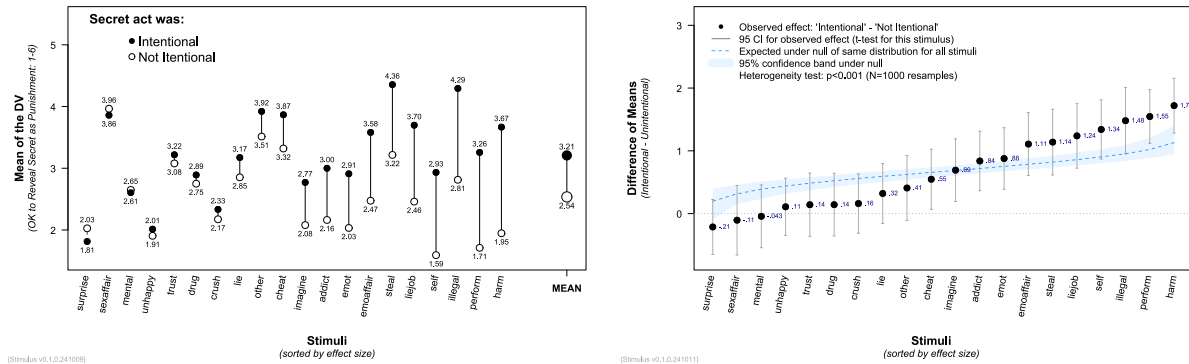 Secret act was:
Intentional
Not Itentional
Mean of the DV
(OK to Reveal Secret as Punishment: 1-6)
5
4
3
2
1
2.03
1.81
3.96
3.86
2.65
2.61
2.01
1.91
3.22
3.08
2.89
2.75
2.33
2.17
3.17
2.85
3.92
3.51
3.87
3.32
2.77
2.08
3.00
2.16
2.91
2.03
3.58
2.47
4.36
3.22
3.70
2.46
2.93
1.59
4.29
2.81
3.26
1.71
3.67
1.95
3.21
2.54
surprise
sexaffair
mental
unhappy
trust
drug
crush
lie
other
cheat
imagine
addict
emot
emoaffair
steal
liejob
self
illegal
perform
harm
MEAN
Stimuli
(sorted by effect size)
(Stimulus v0.1.0.241009)
Observed effect: 'Intentional' - 'Not Itentional'
95 CI for observed effect (t-test for this stimulus)
Expected under null of same distribution for all stimuli
95% confidence band under null
Heterogeneity test: p<0.001 (N=1000 resamples)
Difference of Means
(Intentional - Unintentional)
3
2
1
0
-.21
-.11
-.043
.11
.14
.14
.16
.32
.41
.55
.69
.84
.88
1.11
1.14
1.24
1.34
1.48
1.55
1.7
surprise
sexaffair
mental
unhappy
trust
drug
crush
lie
other
cheat
imagine
addict
emot
emoaffair
steal
liejob
self
illegal
perform
harm
Stimuli
(sorted by effect size)
(Stimulus v0.1.0.241011)